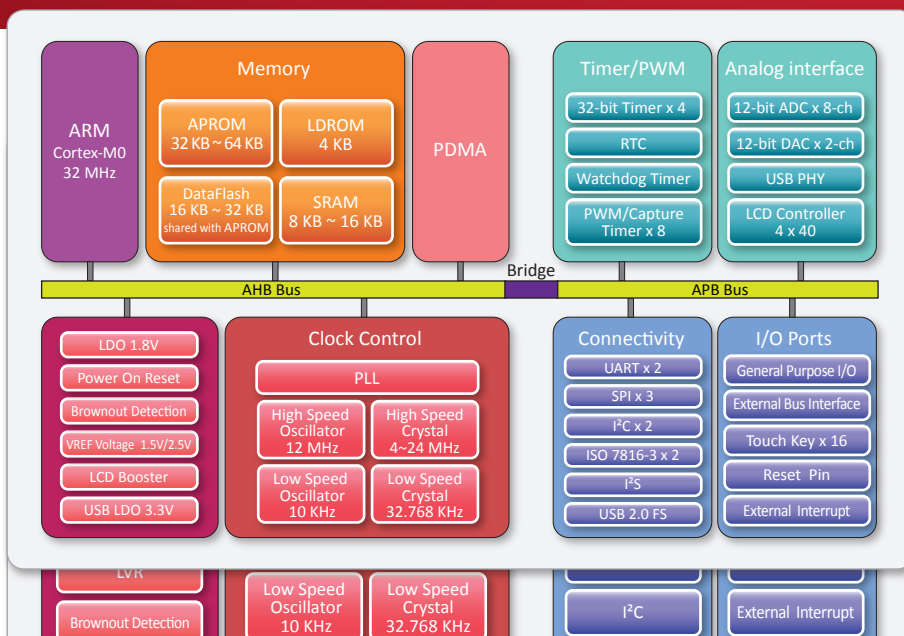 ARM
Cortex-M0
32 MHz
Memory
APROM
32 KB ~ 64 KB
LDROM
4 KB
DataFlash
16 KB ~ 32 KB
shared with APROM
SRAM
8 KB ~ 16 KB
PDMA
Timer/PWM
32-bit Timer x 4
RTC
Watchdog Timer
PWM/Capture
Timer x 8
Analog interface
12-bit ADC x 8-ch
12-bit DAC x 2-ch
USB PHY
LCD Controller
4 x 40
AHB Bus
Bridge
APB Bus
LDO 1.8V
Power On Reset
Brownout Detection
VREF Voltage 1.5V/2.5V
LCD Booster
USB LDO 3.3V
Clock Control
PLL
High Speed
Oscillator
12 MHz
High Speed
Crystal
4~24 MHz
Low Speed
Oscillator
10 KHz
Low Speed
Crystal
32.768 KHz
Connectivity
UART x 2
SPI x 3
I²C x 2
ISO 7816-3 x 2
I²S
USB 2.0 FS
I/O Ports
General Purpose I/O
External Bus Interface
Touch Key x 16
Reset Pin
External Interrupt
LVR
Brownout Detection
Low Speed
Oscillator
10 KHz
Low Speed
Crystal
32.768 KHz
I²C
External Interrupt